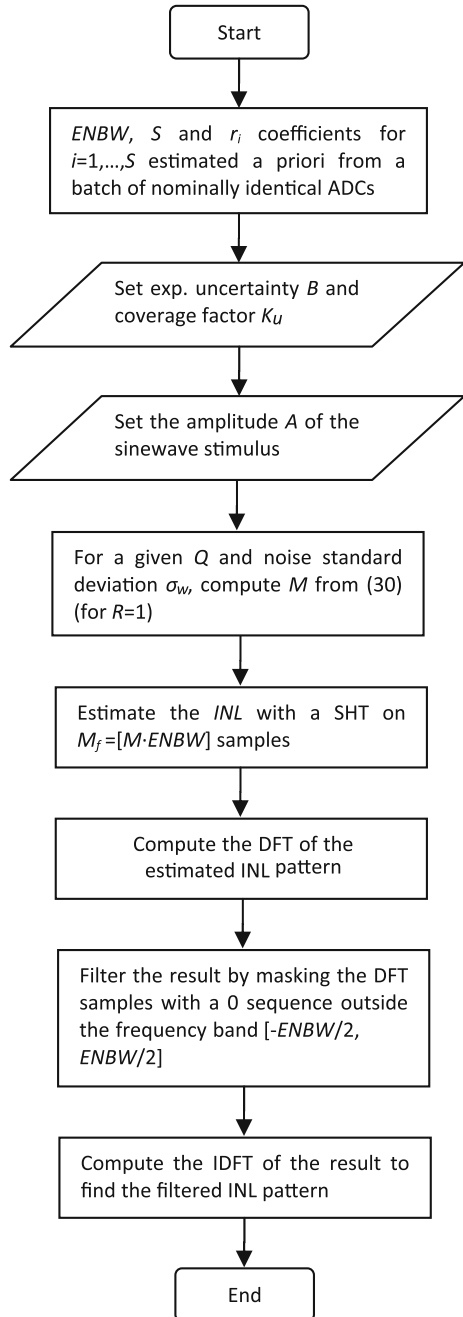 Start
ENBW, S and rᵢ coefficients for
i=1,...,S estimated a priori from a
batch of nominally identical ADCs
Set exp. uncertainty B and
coverage factor Kᵤ
Set the amplitude A of the
sinewave stimulus
For a given Q and noise standard
deviation σw, compute M from (30)
(for R=1)
Estimate the INL with a SHT on
Mf =[M·ENBW] samples
Compute the DFT of the
estimated INL pattern
Filter the result by masking the DFT
samples with a 0 sequence outside
the frequency band [-ENBW/2,
ENBW/2]
Compute the IDFT of the result to
find the filtered INL pattern
End